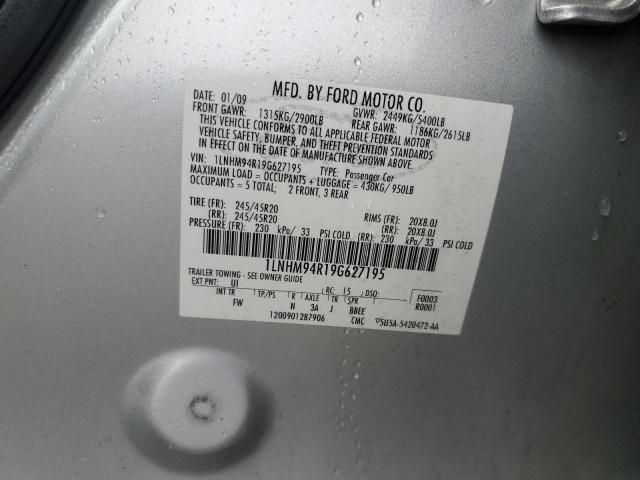 MFD. BY FORD MOTOR CO.
DATE: 01/09 GVWR: 2449KG/5400LB
FRONT GAWR: 1315KG/2900LB REAR GAWR: 1186KG/2615LB
THIS VEHICLE CONFORMS TO ALL APPLICABLE FEDERAL MOTOR
VEHICLE SAFETY, BUMPER, AND THEFT PREVENTION STANDARDS
IN EFFECT ON THE DATE OF MANUFACTURE SHOWN ABOVE.
VIN: 1LNHM94R19G627195 TYPE: Passenger Car
MAXIMUM LOAD = OCCUPANTS + LUGGAGE = 430KG/ 950LB
OCCUPANTS = 5 TOTAL; 2 FRONT, 3 REAR
TIRE (FR): 245/45R20 RIMS (FR): 20X8.0J
(RR): 245/45R20 (RR): 20X8.0J
PRESSURE (FR): 230 kPa/ 33 PSI COLD (RR): 230 kPa/ 33 PSI COLD
1LNHM94R19G627195
TRAILER TOWING - SEE OWNER GUIDE
EXT PNT: UI RC: 15 DSO: F0003
INT TR TP/PS R AXLE TR SPR R0001
FW N 3A J BBEE
1200901287906 CMC 5U5A-5420472-AA